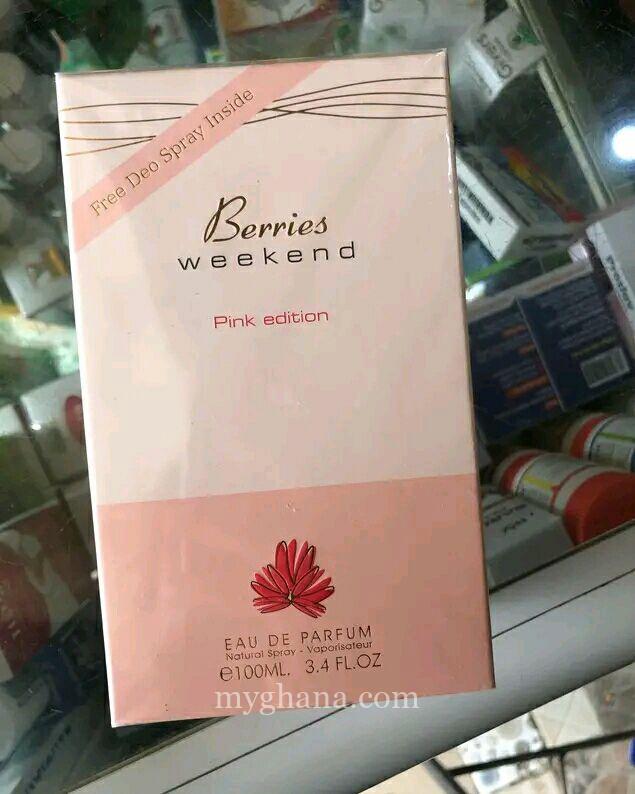 Free Deo Spray Inside
Berries
weekend
Pink edition
EAU DE PARFUM
Natural Spray - Vaporisateur
℮100ML. 3.4 FL.OZ
myghana.com